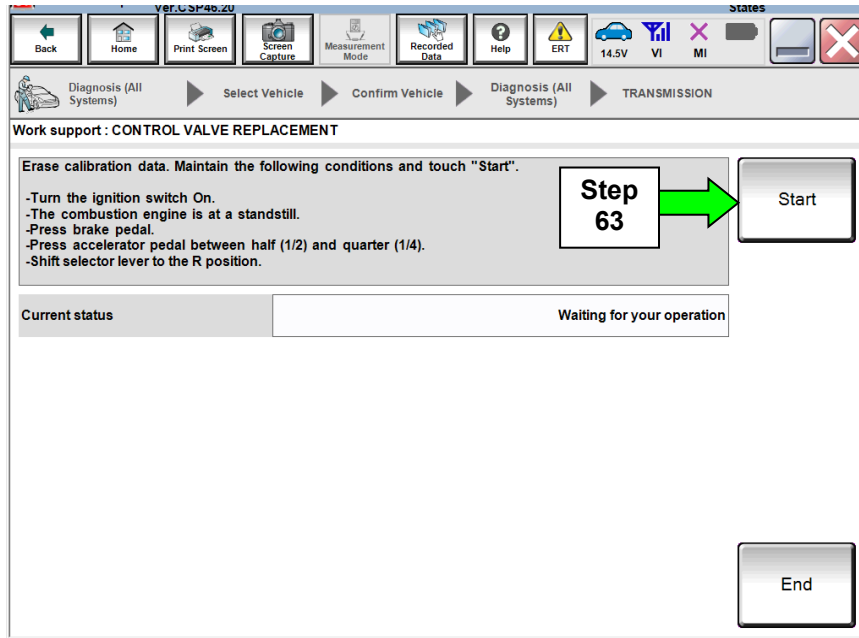 Ver.CSP46.20
States
Back
Home
Print Screen
Screen
Capture
Measurement
Mode
Recorded
Data
Help
ERT
14.5V
VI
MI
Diagnosis (All
Systems)
Select Vehicle
Confirm Vehicle
Diagnosis (All
Systems)
TRANSMISSION
Work support : CONTROL VALVE REPLACEMENT
Erase calibration data. Maintain the following conditions and touch "Start".
-Turn the ignition switch On.
-The combustion engine is at a standstill.
-Press brake pedal.
-Press accelerator pedal between half (1/2) and quarter (1/4).
-Shift selector lever to the R position.
Step
63
Start
Current status
Waiting for your operation
End